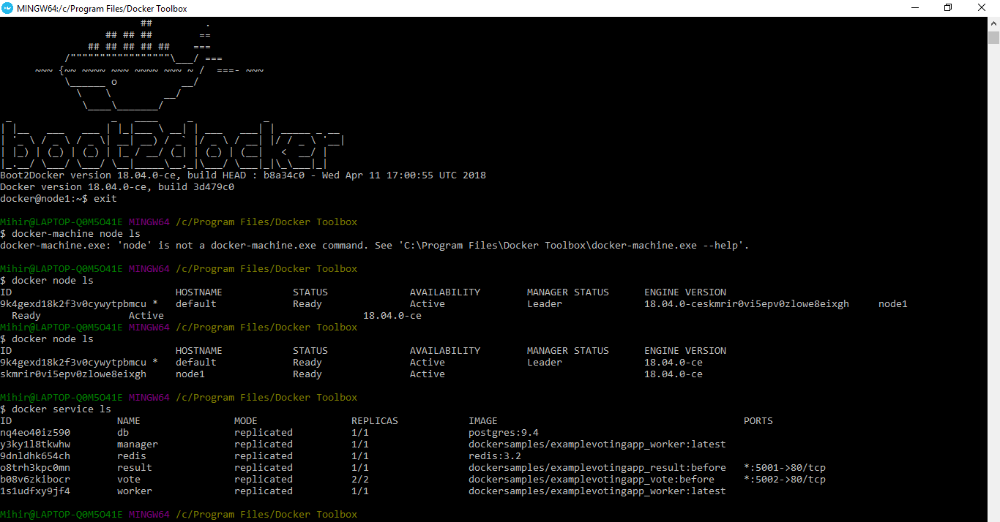 MINGW64:/c/Program Files/Docker Toolbox
                        ##         .
                  ## ## ##        ==
               ## ## ## ## ##    ===
           /"""""""""""""""""\___/ ===
      ~~~ {~~ ~~~~ ~~~ ~~~~ ~~~ ~ /  ===- ~~~
           \______ o           __/
             \    \         __/
              \____\_______/
 _                 _   ____     _            _
| |__   ___   ___ | |_|___ \ __| | ___   ___| | _____ _ __
| '_ \ / _ \ / _ \| __| __) / _` |/ _ \ / __| |/ / _ \ '__|
| |_) | (_) | (_) | |_ / __/ (_| | (_) | (__|   <  __/ |
|_.__/ \___/ \___/ \__|_____\__,_|\___/ \___|_|\_\___|_|
Boot2Docker version 18.04.0-ce, build HEAD : b8a34c0 - Wed Apr 11 17:00:55 UTC 2018
Docker version 18.04.0-ce, build 3d479c0
docker@node1:~$ exit
Mihir@LAPTOP-Q0M5O41E MINGW64 /c/Program Files/Docker Toolbox
$ docker-machine node ls
docker-machine.exe: 'node' is not a docker-machine.exe command. See 'C:\Program Files\Docker Toolbox\docker-machine.exe --help'.
Mihir@LAPTOP-Q0M5O41E MINGW64 /c/Program Files/Docker Toolbox
$ docker node ls
ID                            HOSTNAME            STATUS              AVAILABILITY        MANAGER STATUS      ENGINE VERSION
9k4gexd18k2f3v0cywytpbmcu *   default             Ready               Active              Leader              18.04.0-ceskmrir0vi5epv0zlowe8eixgh     node1
  Ready               Active                                  18.04.0-ce
Mihir@LAPTOP-Q0M5O41E MINGW64 /c/Program Files/Docker Toolbox
$ docker node ls
ID                            HOSTNAME            STATUS              AVAILABILITY        MANAGER STATUS      ENGINE VERSION
9k4gexd18k2f3v0cywytpbmcu *   default             Ready               Active              Leader              18.04.0-ce
skmrir0vi5epv0zlowe8eixgh     node1               Ready               Active                                  18.04.0-ce
Mihir@LAPTOP-Q0M5O41E MINGW64 /c/Program Files/Docker Toolbox
$ docker service ls
ID                  NAME                MODE                REPLICAS            IMAGE                                          PORTS
nq4eo40iz590        db                  replicated          1/1                 postgres:9.4
y3ky1l8tkwhw        manager             replicated          1/1                 dockersamples/examplevotingapp_worker:latest
9dnldhk654ch        redis               replicated          1/1                 redis:3.2
o8trh3kpc0mn        result              replicated          1/1                 dockersamples/examplevotingapp_result:before   *:5001->80/tcp
b08v6zkibocr        vote                replicated          2/2                 dockersamples/examplevotingapp_vote:before     *:5002->80/tcp
1s1udfxy9jf4        worker              replicated          1/1                 dockersamples/examplevotingapp_worker:latest
Mihir@LAPTOP-Q0M5O41E MINGW64 /c/Program Files/Docker Toolbox